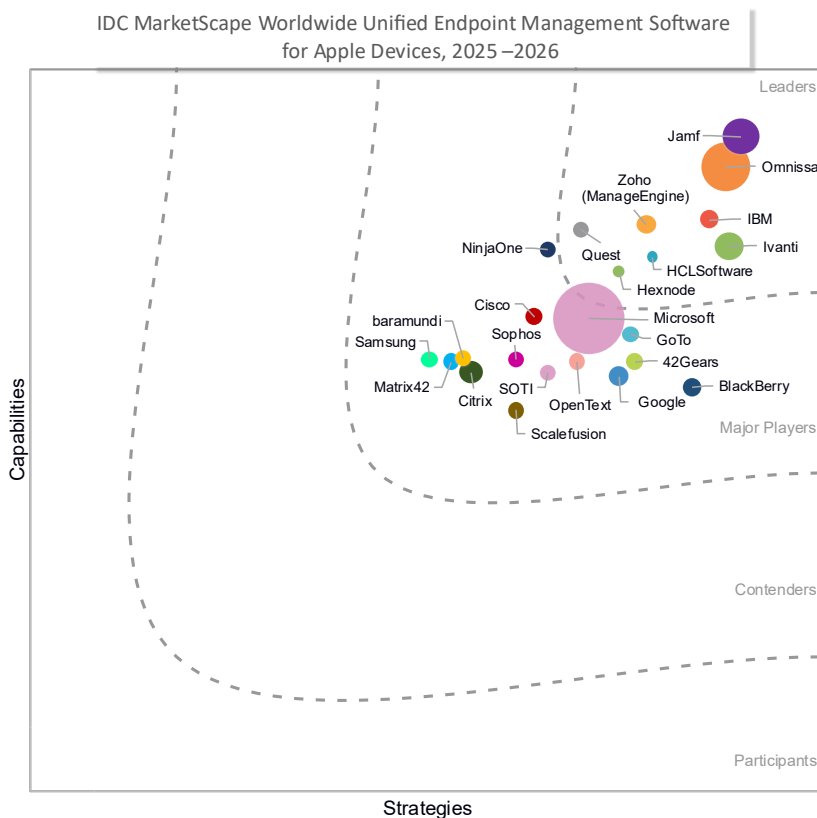 IDC MarketScape Worldwide Unified Endpoint Management Software
for Apple Devices, 2025 –2026
Leaders
Jamf
Omnissa
Zoho
(ManageEngine)
IBM
Quest
NinjaOne
Ivanti
HCLSoftware
Hexnode
Cisco
Microsoft
baramundi
Sophos
Samsung
GoTo
42Gears
Matrix42
SOTI
BlackBerry
Citrix
OpenText
Google
Scalefusion
Major Players
Capabilities
Contenders
Participants
Strategies